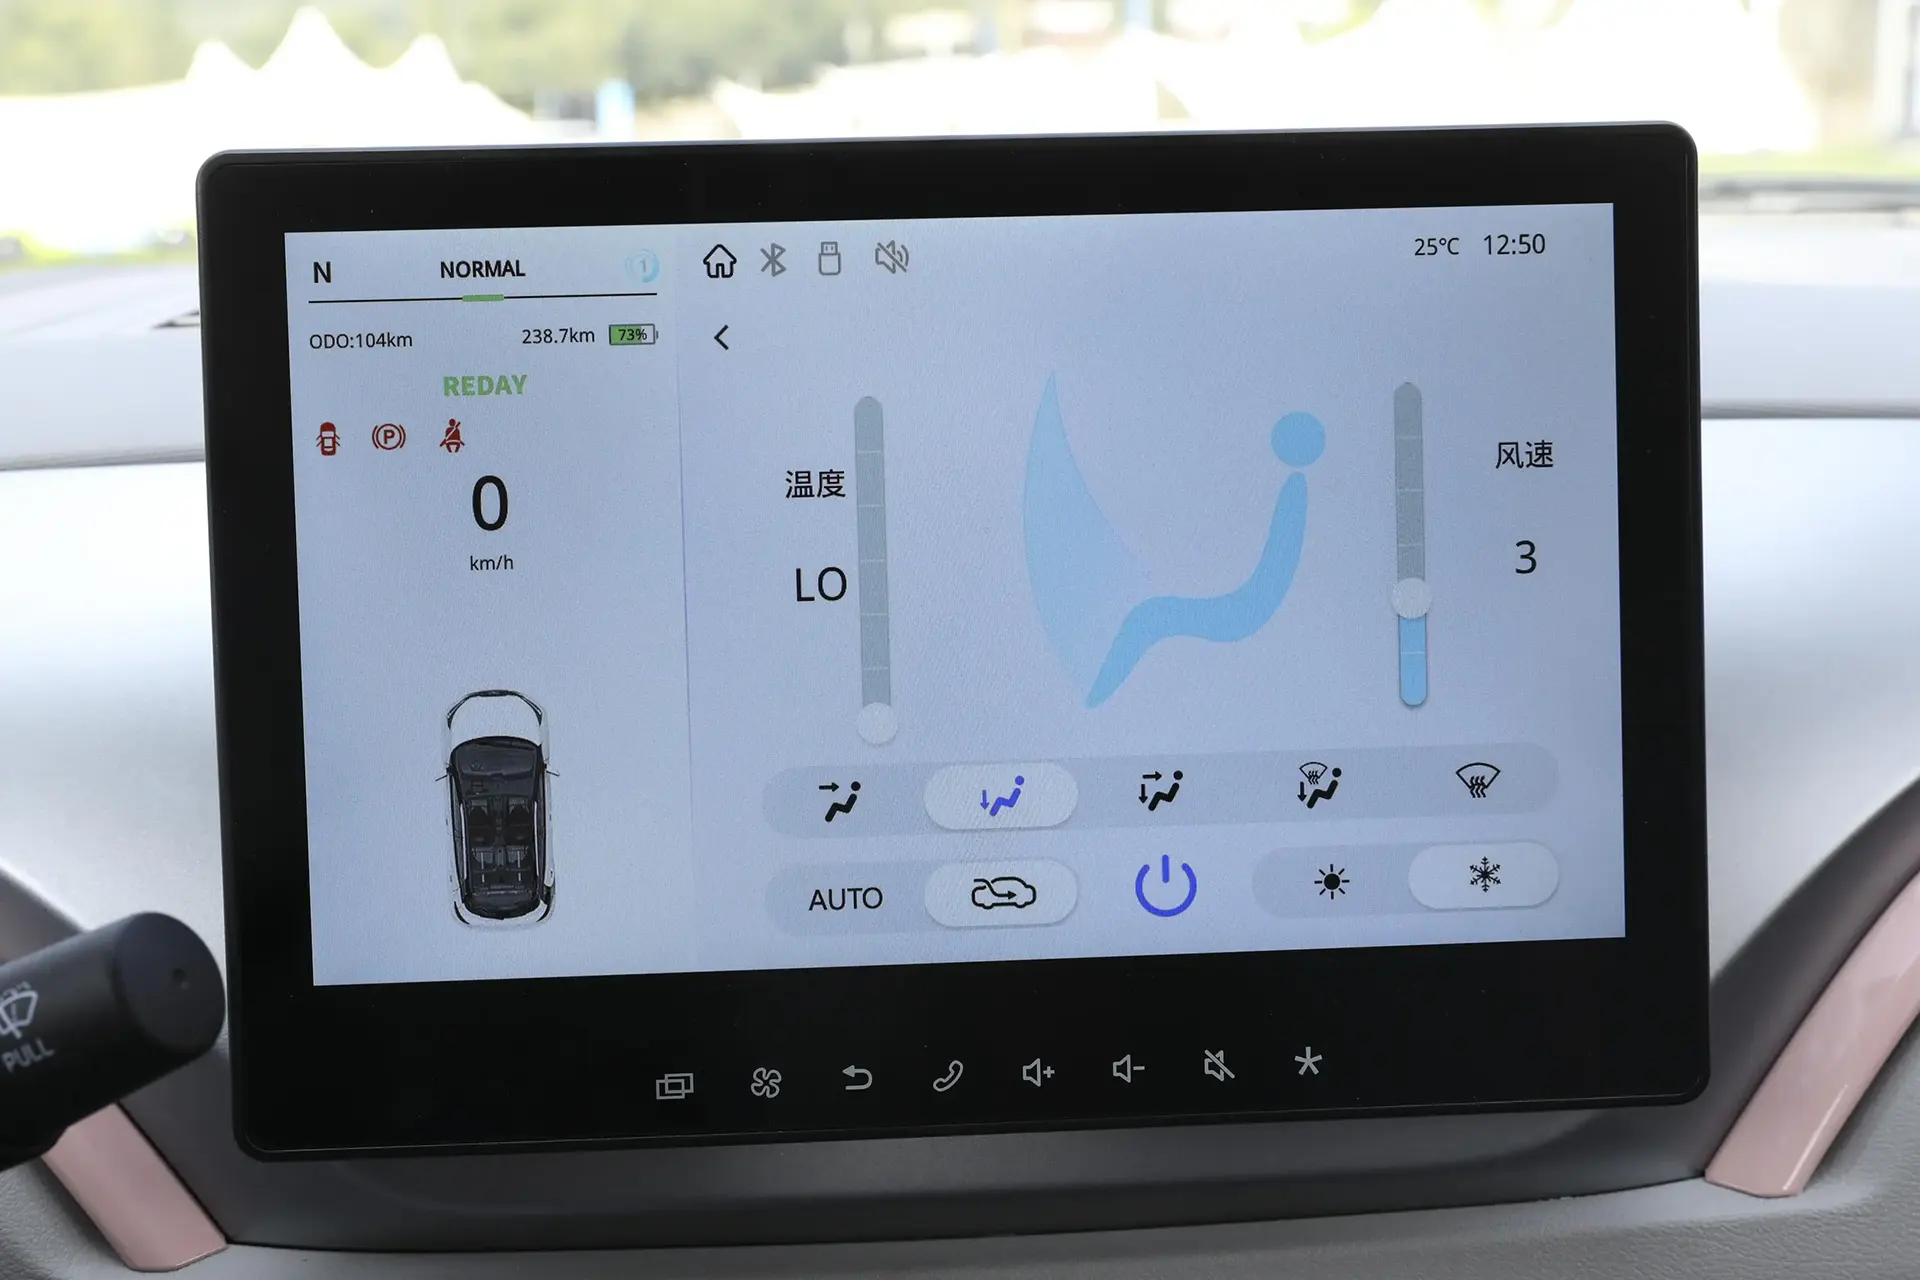 N
NORMAL
1
25℃ 12:50
ODO:104km
238.7km
73%
REDAY
P
0
km/h
温度
LO
风速
3
AUTO
PULL